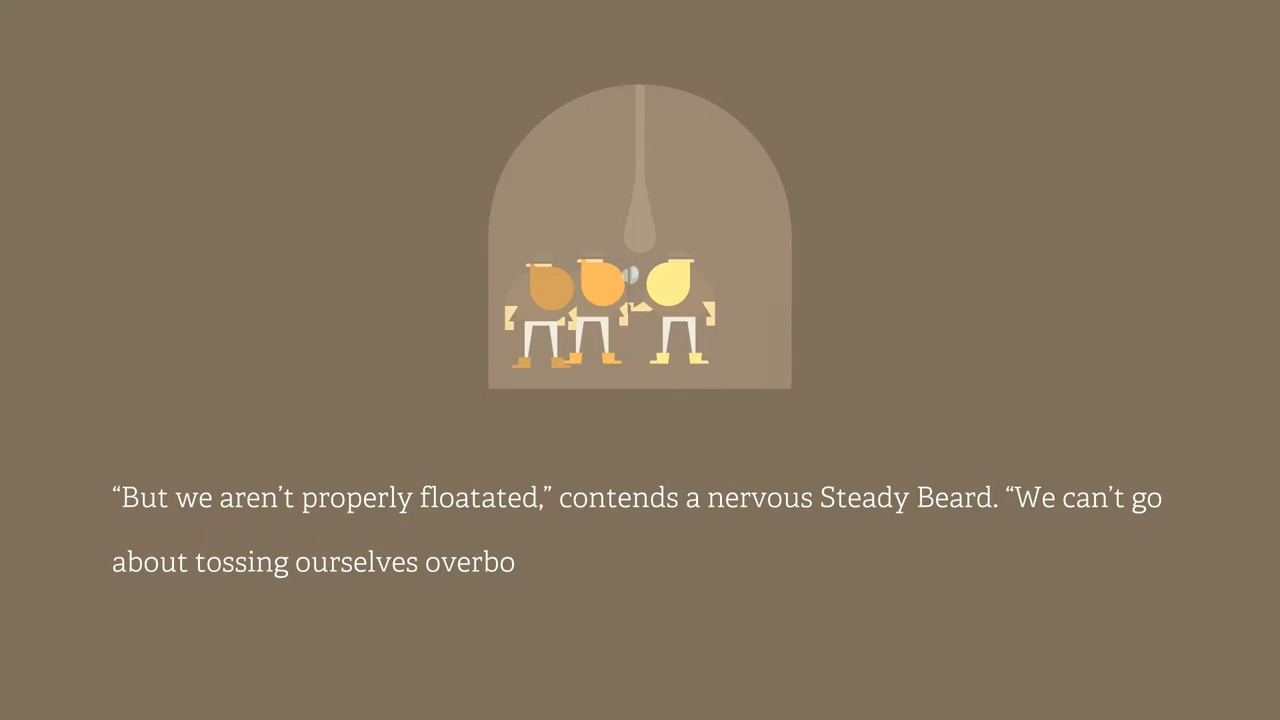 “But we aren’t properly floatated,” contends a nervous Steady Beard. “We can’t go
about tossing ourselves overbo